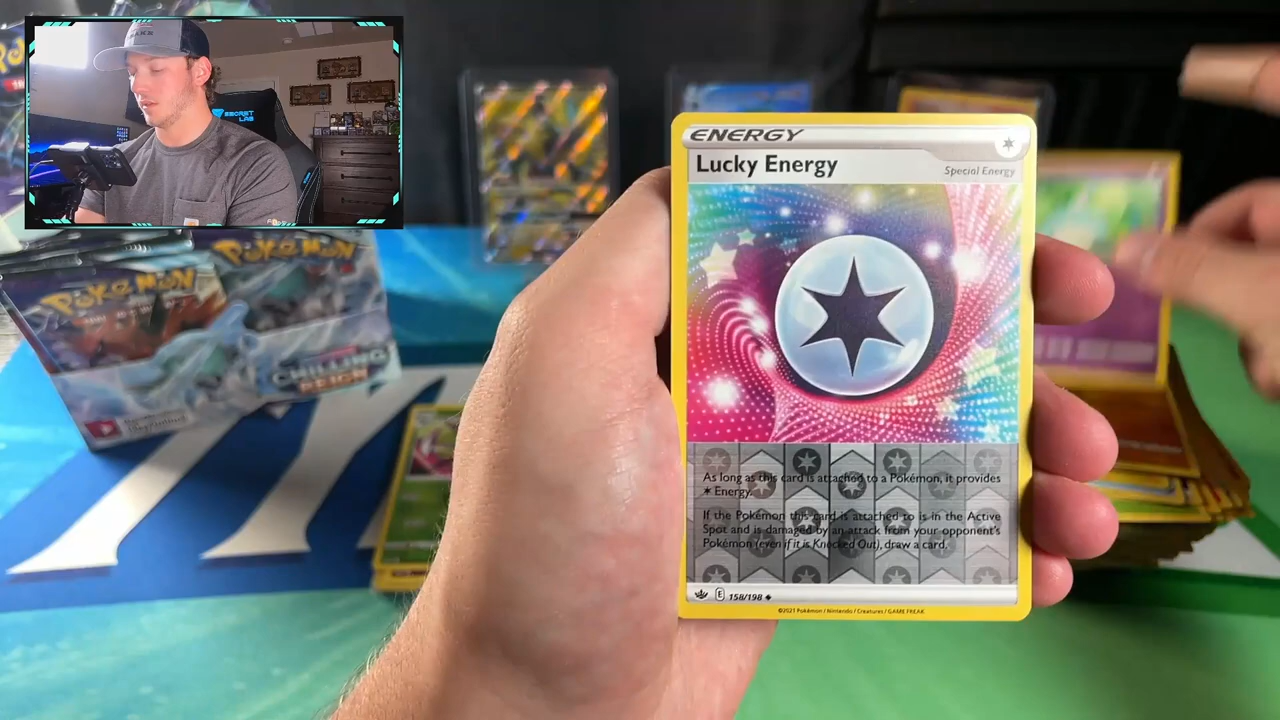 SECRET
LAB
POKéMON
POKéMON
CHILLING
REIGN
ENERGY
Lucky Energy
Special Energy
As long as this card is attached to a Pokémon, it provides
Energy.
If the Pokémon this card is attached to is in the Active
Spot and is damaged by an attack from your opponent's
Pokémon (even if it is Knocked Out), draw a card.
E 158/198
©2021 Pokémon / Nintendo / Creatures / GAME FREAK